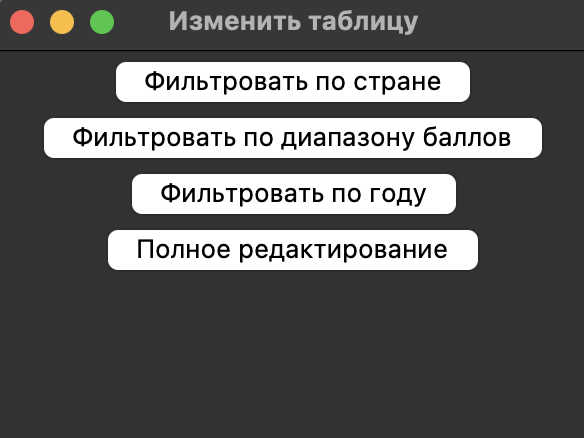 Изменить таблицу
Фильтровать по стране
Фильтровать по диапазону баллов
Фильтровать по году
Полное редактирование